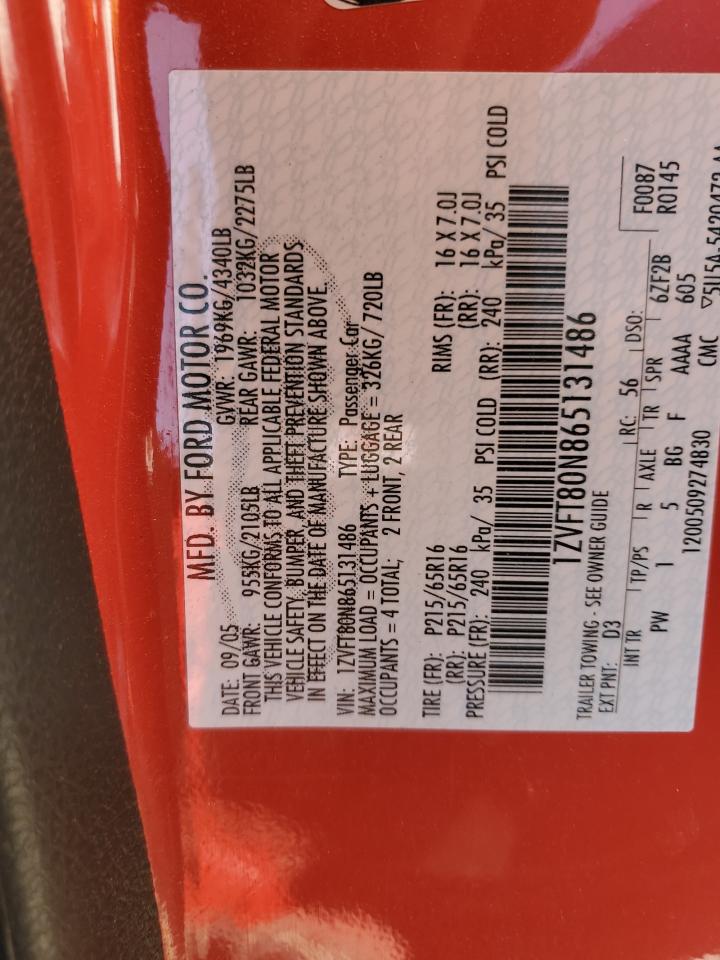 MFD. BY FORD MOTOR CO.
DATE: 09/05 GVWR: 1969KG/4340LB
FRONT GAWR: 955KG/2105LB REAR GAWR: 1032KG/2275LB
THIS VEHICLE CONFORMS TO ALL APPLICABLE FEDERAL MOTOR
VEHICLE SAFETY, BUMPER, AND THEFT PREVENTION STANDARDS
IN EFFECT ON THE DATE OF MANUFACTURE SHOWN ABOVE.
VIN: 1ZVFT80N865131486 TYPE: Passenger Car
MAXIMUM LOAD = OCCUPANTS + LUGGAGE = 326KG/ 720LB
OCCUPANTS = 4 TOTAL; 2 FRONT, 2 REAR
TIRE (FR): P215/65R16 RIMS (FR): 16 X 7.0J
(RR): P215/65R16 (RR): 16 X 7.0J
PRESSURE (FR): 240 kPa/ 35 PSI COLD (RR): 240 kPa/ 35 PSI COLD
1ZVFT80N865131486
TRAILER TOWING - SEE OWNER GUIDE
EXT PNT: D3 RC: 56 DSO: F0087
R0145
INT TR TP/PS R AXLE TR SPR 6ZF2B
PW 1 5 BG F AAAA 605
1200509274830 CMC